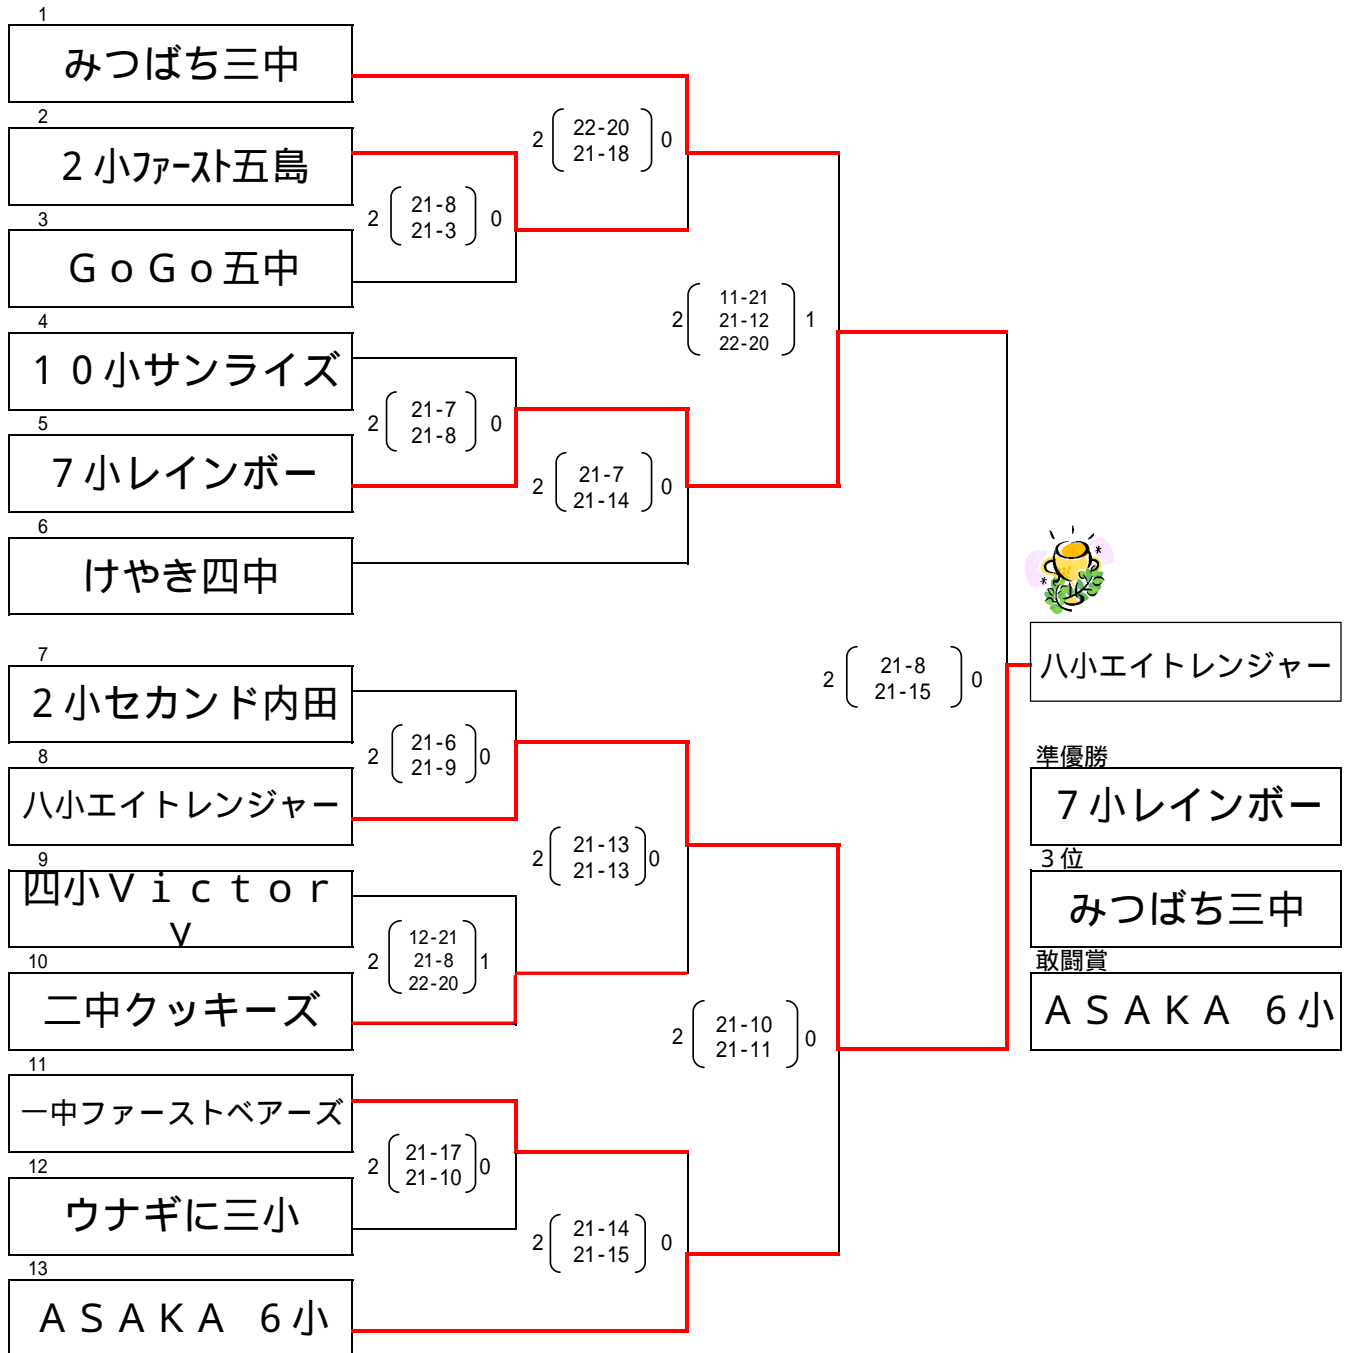 1
みつばち三中
2
2小ファースト五島
3
ＧｏＧｏ五中
4
１０小サンライズ
5
７小レインボー
6
けやき四中
2 22-20 0
21-18
2 21-8 0
21-3
2 11-21 1
21-12
22-20
2 21-7 0
21-8
2 21-7 0
21-14
7
2小セカンド内田
8
八小エイトレンジャー
9
四小Ｖｉｃｔｏｒ
ｙ
10
二中クッキーズ
11
一中ファーストベアーズ
12
ウナギに三小
13
ＡＳＡＫＡ ６小
2 21-6 0
21-9
2 21-13 0
21-13
2 12-21 1
21-8
22-20
2 21-10 0
21-11
2 21-17 0
21-10
2 21-14 0
21-15
2 21-8 0
21-15
八小エイトレンジャー
準優勝
７小レインボー
３位
みつばち三中
敢闘賞
ＡＳＡＫＡ ６小